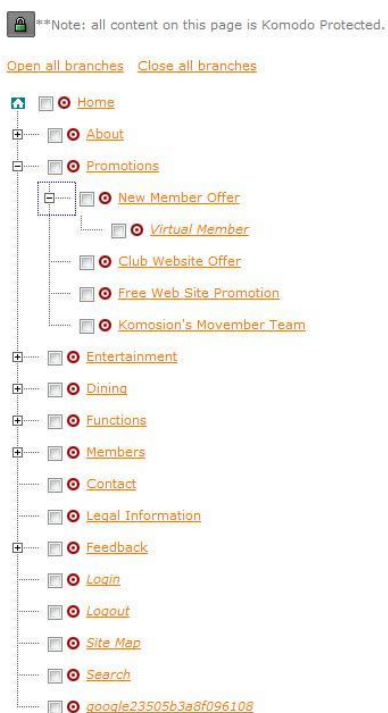 **Note: all content on this page is Komodo Protected.
Open all branches Close all branches
Home
About
Promotions
New Member Offer
Virtual Member
Club Website Offer
Free Web Site Promotion
Komosion's Movember Team
Entertainment
Dining
Functions
Members
Contact
Legal Information
Feedback
Login
Logout
Site Map
Search
google23505b3a8f096108